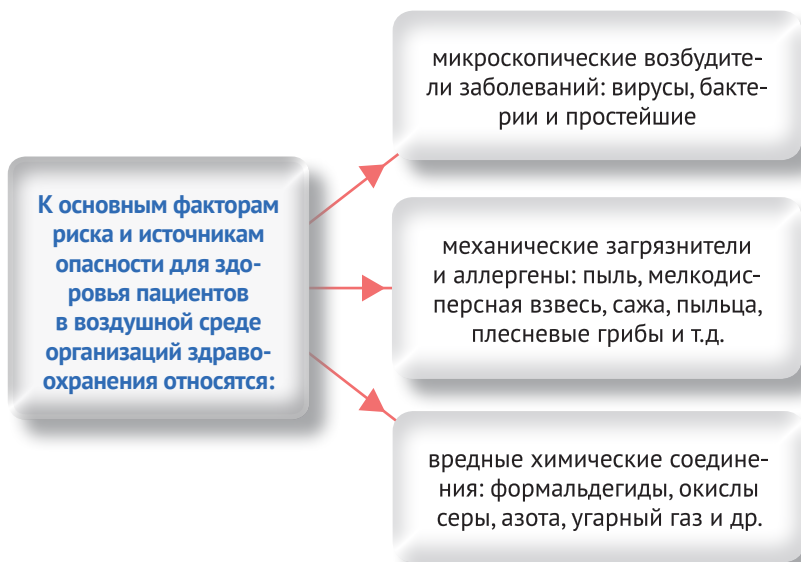 К основным факторам
риска и источникам
опасности для здо-
ровья пациентов
в воздушной среде
организаций здраво-
охранения относятся:
микроскопические возбудите-
ли заболеваний: вирусы, бакте-
рии и простейшие
механические загрязнители
и аллергены: пыль, мелкодис-
персная взвесь, сажа, пыльца,
плесневые грибы и т.д.
вредные химические соедине-
ния: формальдегиды, окислы
серы, азота, угарный газ и др.